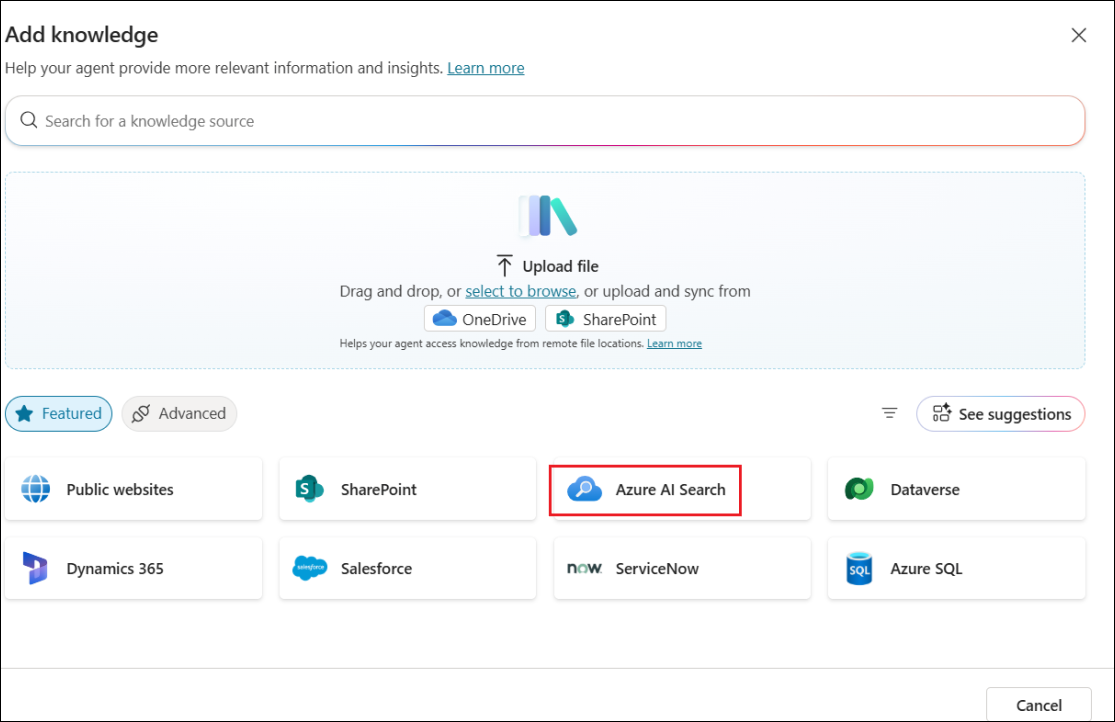 Add knowledge
Help your agent provide more relevant information and insights. Learn more
Search for a knowledge source
Upload file
Drag and drop, or select to browse, or upload and sync from
OneDrive SharePoint
Helps your agent access knowledge from remote file locations. Learn more
Featured Advanced See suggestions
Public websites SharePoint Azure AI Search Dataverse
Dynamics 365 salesforce Salesforce now ServiceNow SQL Azure SQL
Cancel